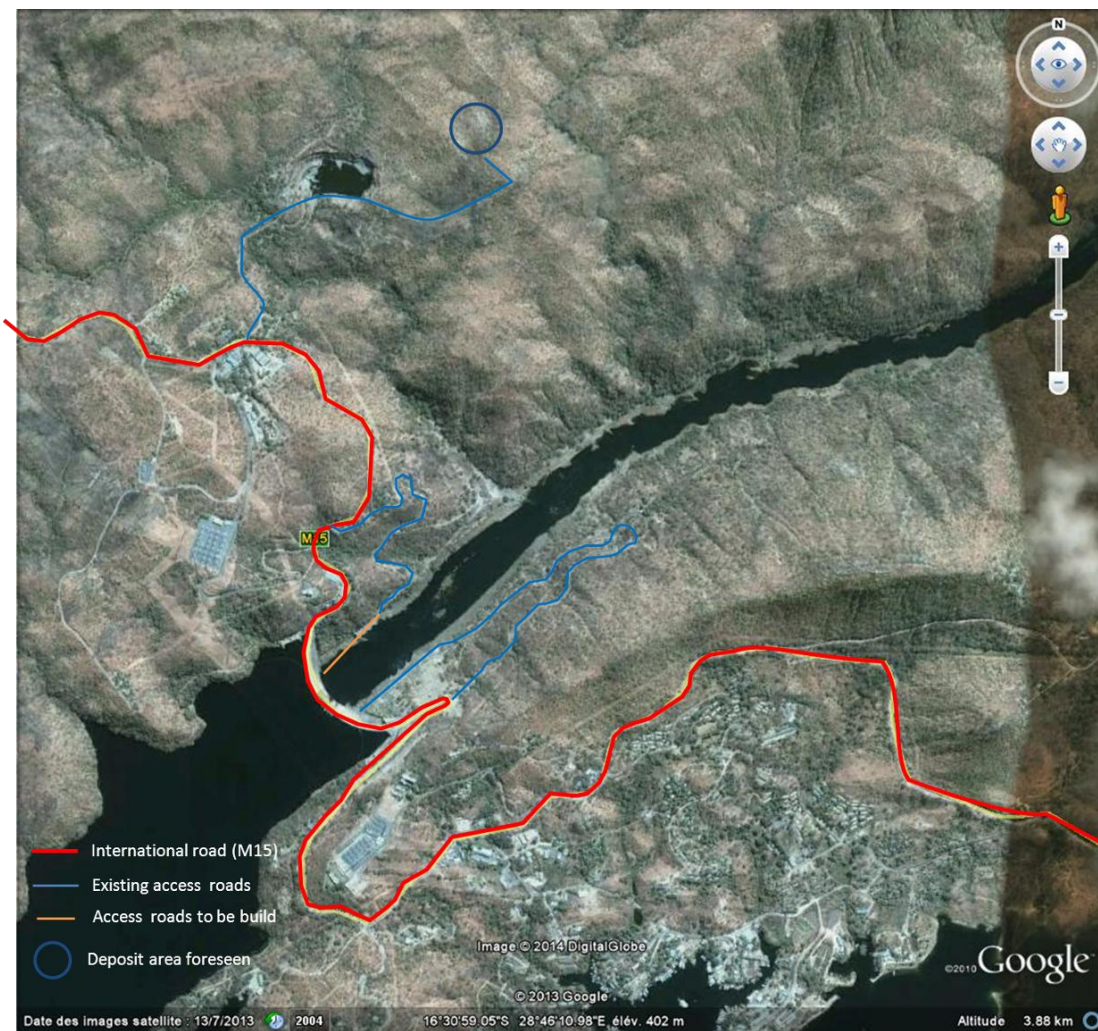 N
M15
International road (M15)
Existing access roads
Access roads to be build
Deposit area foreseen
Image © 2014 DigitalGlobe
© 2013 Google
©2010 Google
Date des images satellite : 13/7/2013 2004 16°30'59.05"S 28°46'10.98"E élév. 402 m Altitude 3.88 km